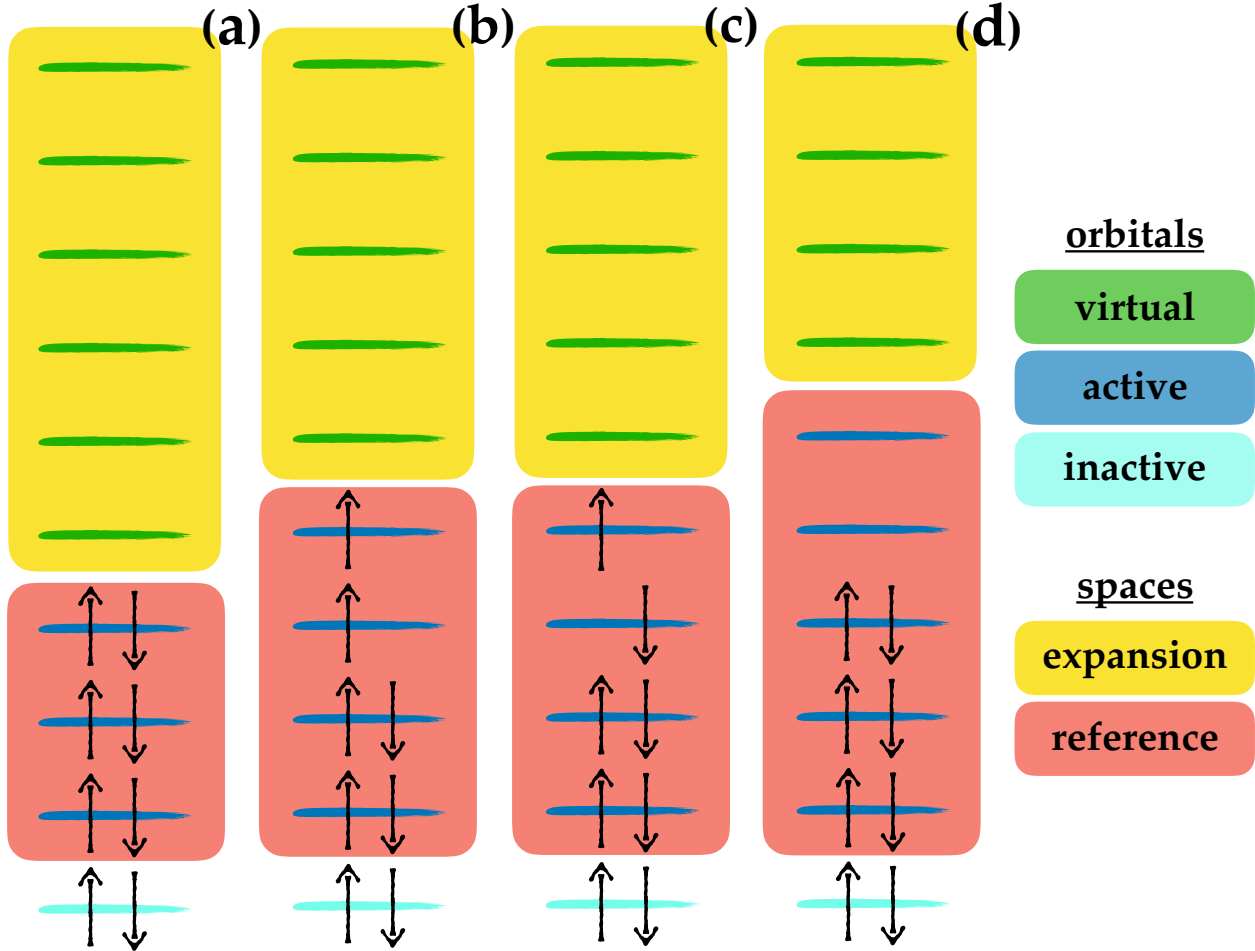 (a)
(b)
(c)
(d)
orbitals
virtual
active
inactive
spaces
expansion
reference